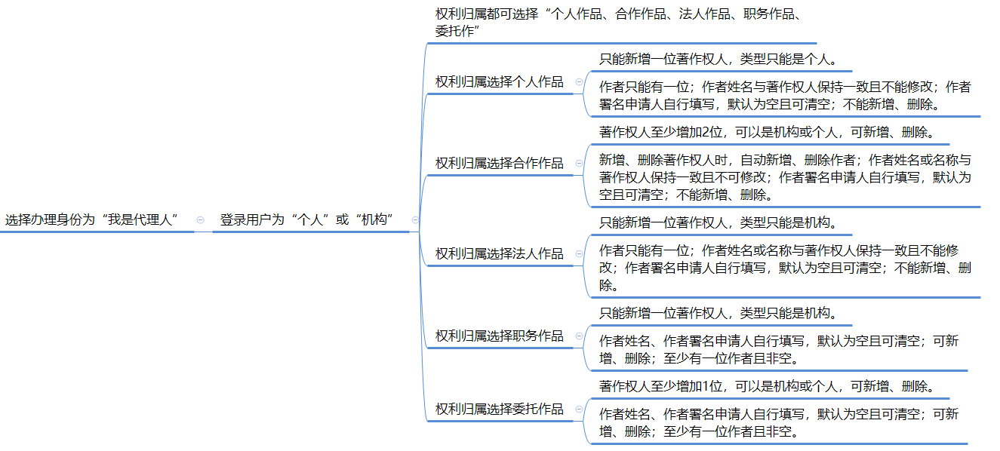 选择办理身份为“我是代理人”
登录用户为“个人”或“机构”
权利归属都可选择“个人作品、合作作品、法人作品、职务作品、
委托作”
权利归属选择个人作品
只能新增一位著作权人，类型只能是个人。
作者只能有一位；作者姓名与著作权人保持一致且不能修改；作者
署名申请人自行填写，默认为空且可清空；不能新增、删除。
权利归属选择合作作品
著作权人至少增加2位，可以是机构或个人，可新增、删除。
新增、删除著作权人时，自动新增、删除作者；作者姓名或名称与
著作权人保持一致且不可修改；作者署名申请人自行填写，默认为
空且可清空；不能新增、删除。
权利归属选择法人作品
只能新增一位著作权人，类型只能是机构。
作者只能有一位；作者姓名或名称与著作权人保持一致且不能修
改；作者署名申请人自行填写，默认为空且可清空；不能新增、删
除。
权利归属选择职务作品
只能新增一位著作权人，类型只能是机构。
作者姓名、作者署名申请人自行填写，默认为空且可清空；可新
增、删除；至少有一位作者且非空。
权利归属选择委托作品
著作权人至少增加1位，可以是机构或个人，可新增、删除。
作者姓名、作者署名申请人自行填写，默认为空且可清空；可新
增、删除；至少有一位作者且非空。